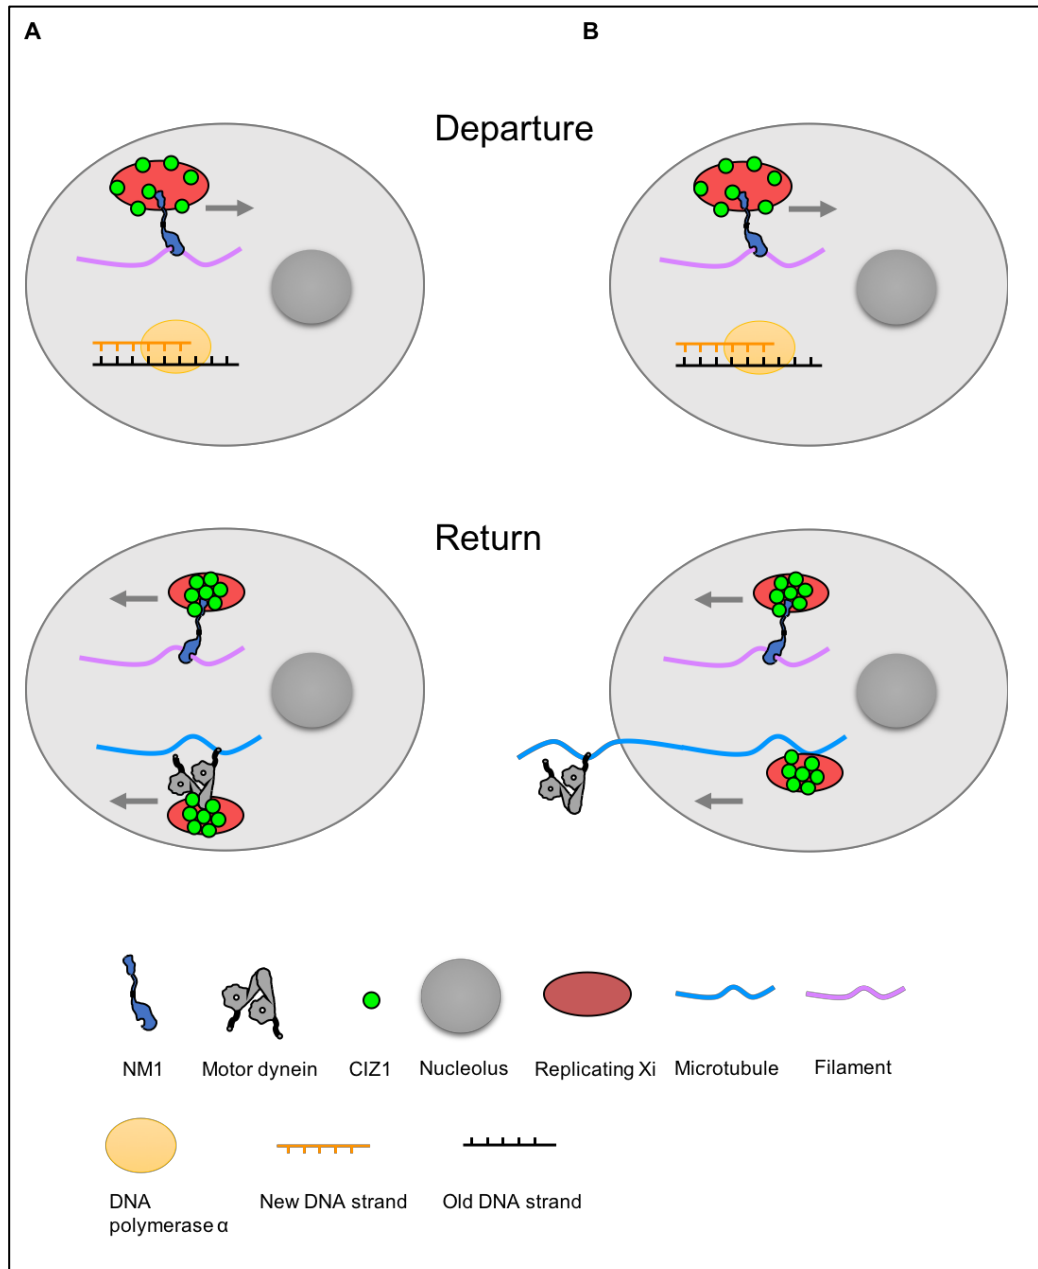 A
B
Departure
Return
NM1
Motor dynein
CIZ1
Nucleolus
Replicating Xi
Microtubule
Filament
DNA
polymerase α
New DNA strand
Old DNA strand